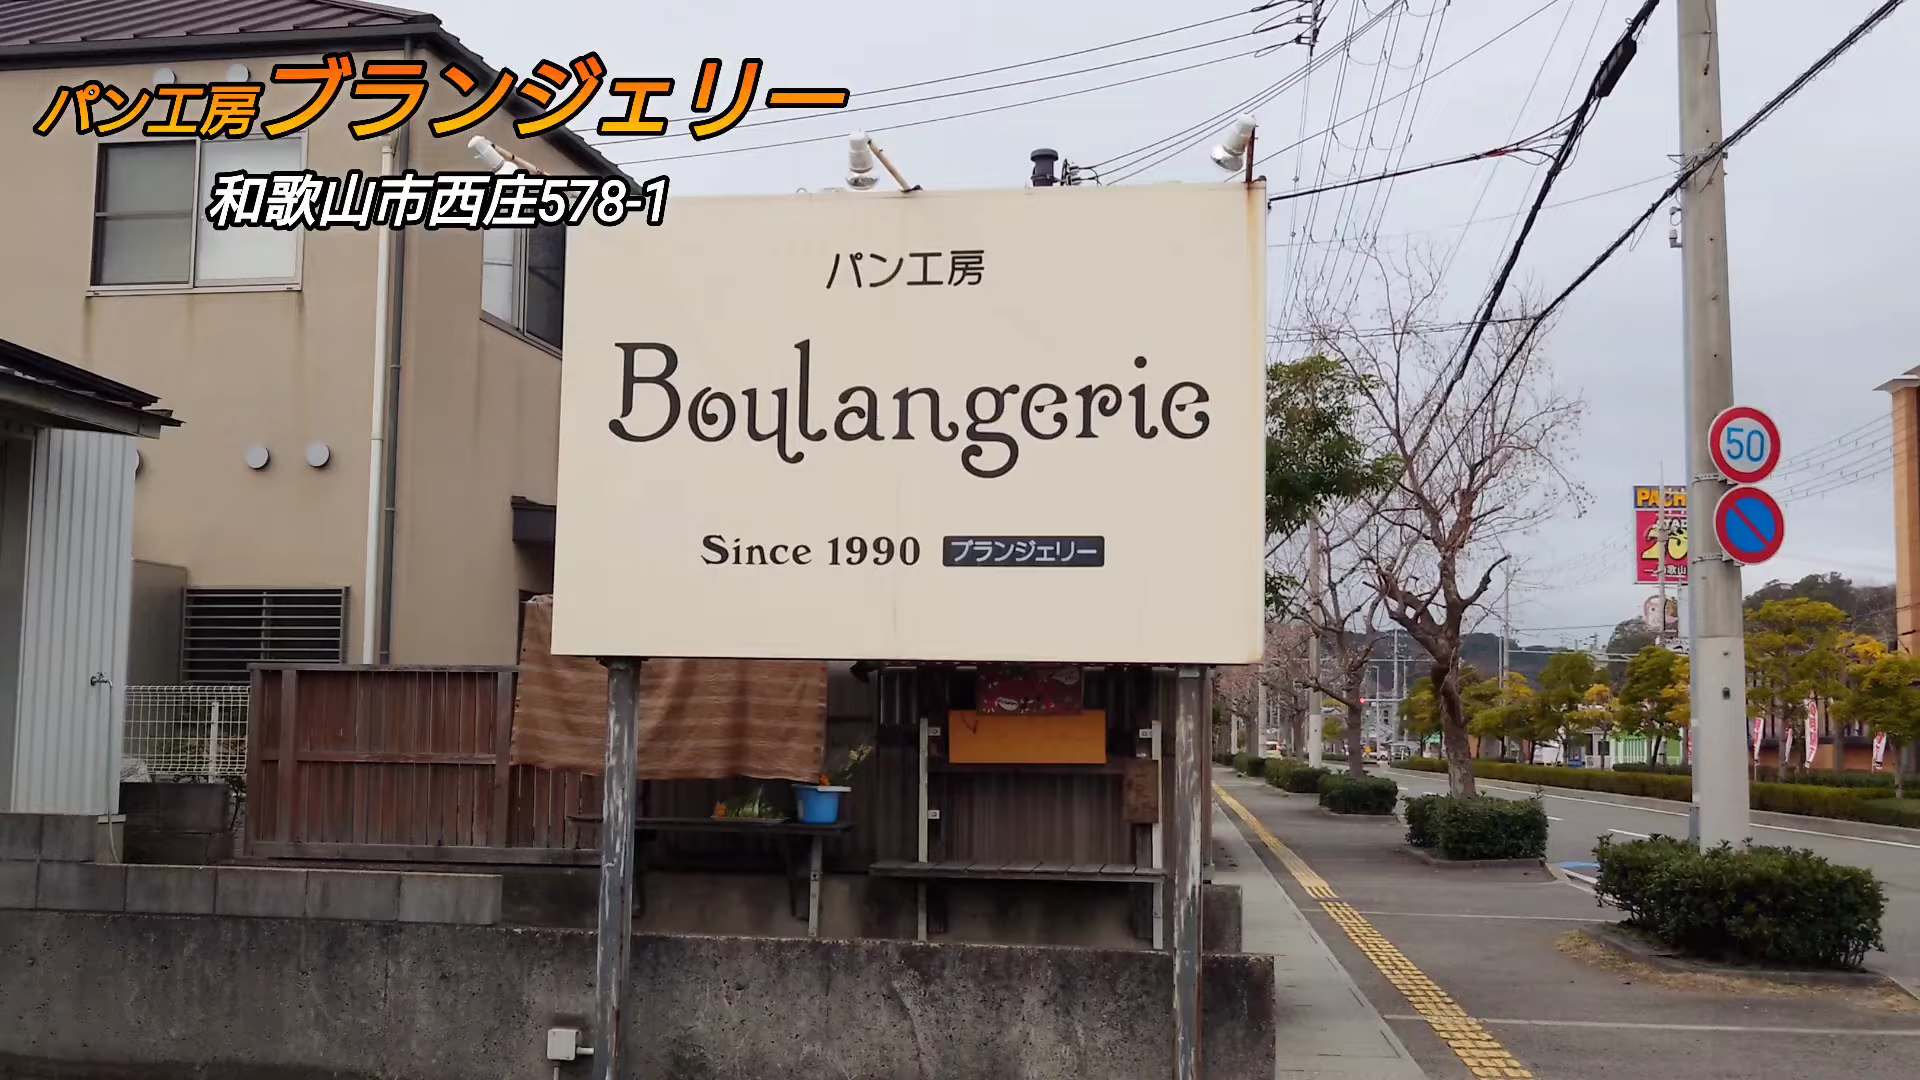 パン工房ブランジェリー
和歌山市西庄578-1
パン工房
Boulangerie
Since 1990 ブランジェリー
50
PACH